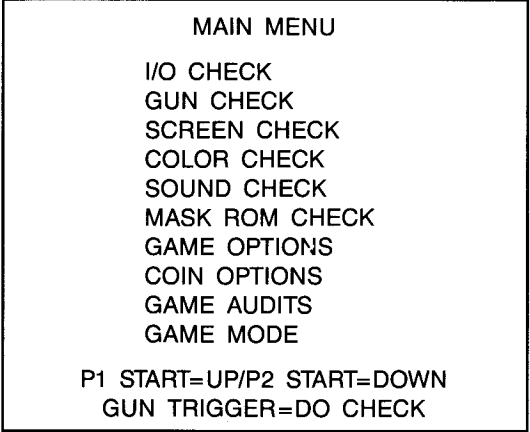 MAIN MENU
I/O CHECK
GUN CHECK
SCREEN CHECK
COLOR CHECK
SOUND CHECK
MASK ROM CHECK
GAME OPTIONS
COIN OPTIONS
GAME AUDITS
GAME MODE
P1 START=UP/P2 START=DOWN
GUN TRIGGER=DO CHECK